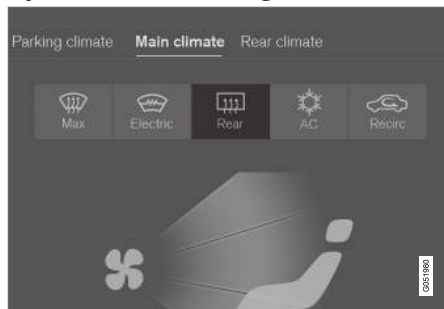 Parking climate Main climate Rear climate
Max Electric Rear AC Recirc
G051980